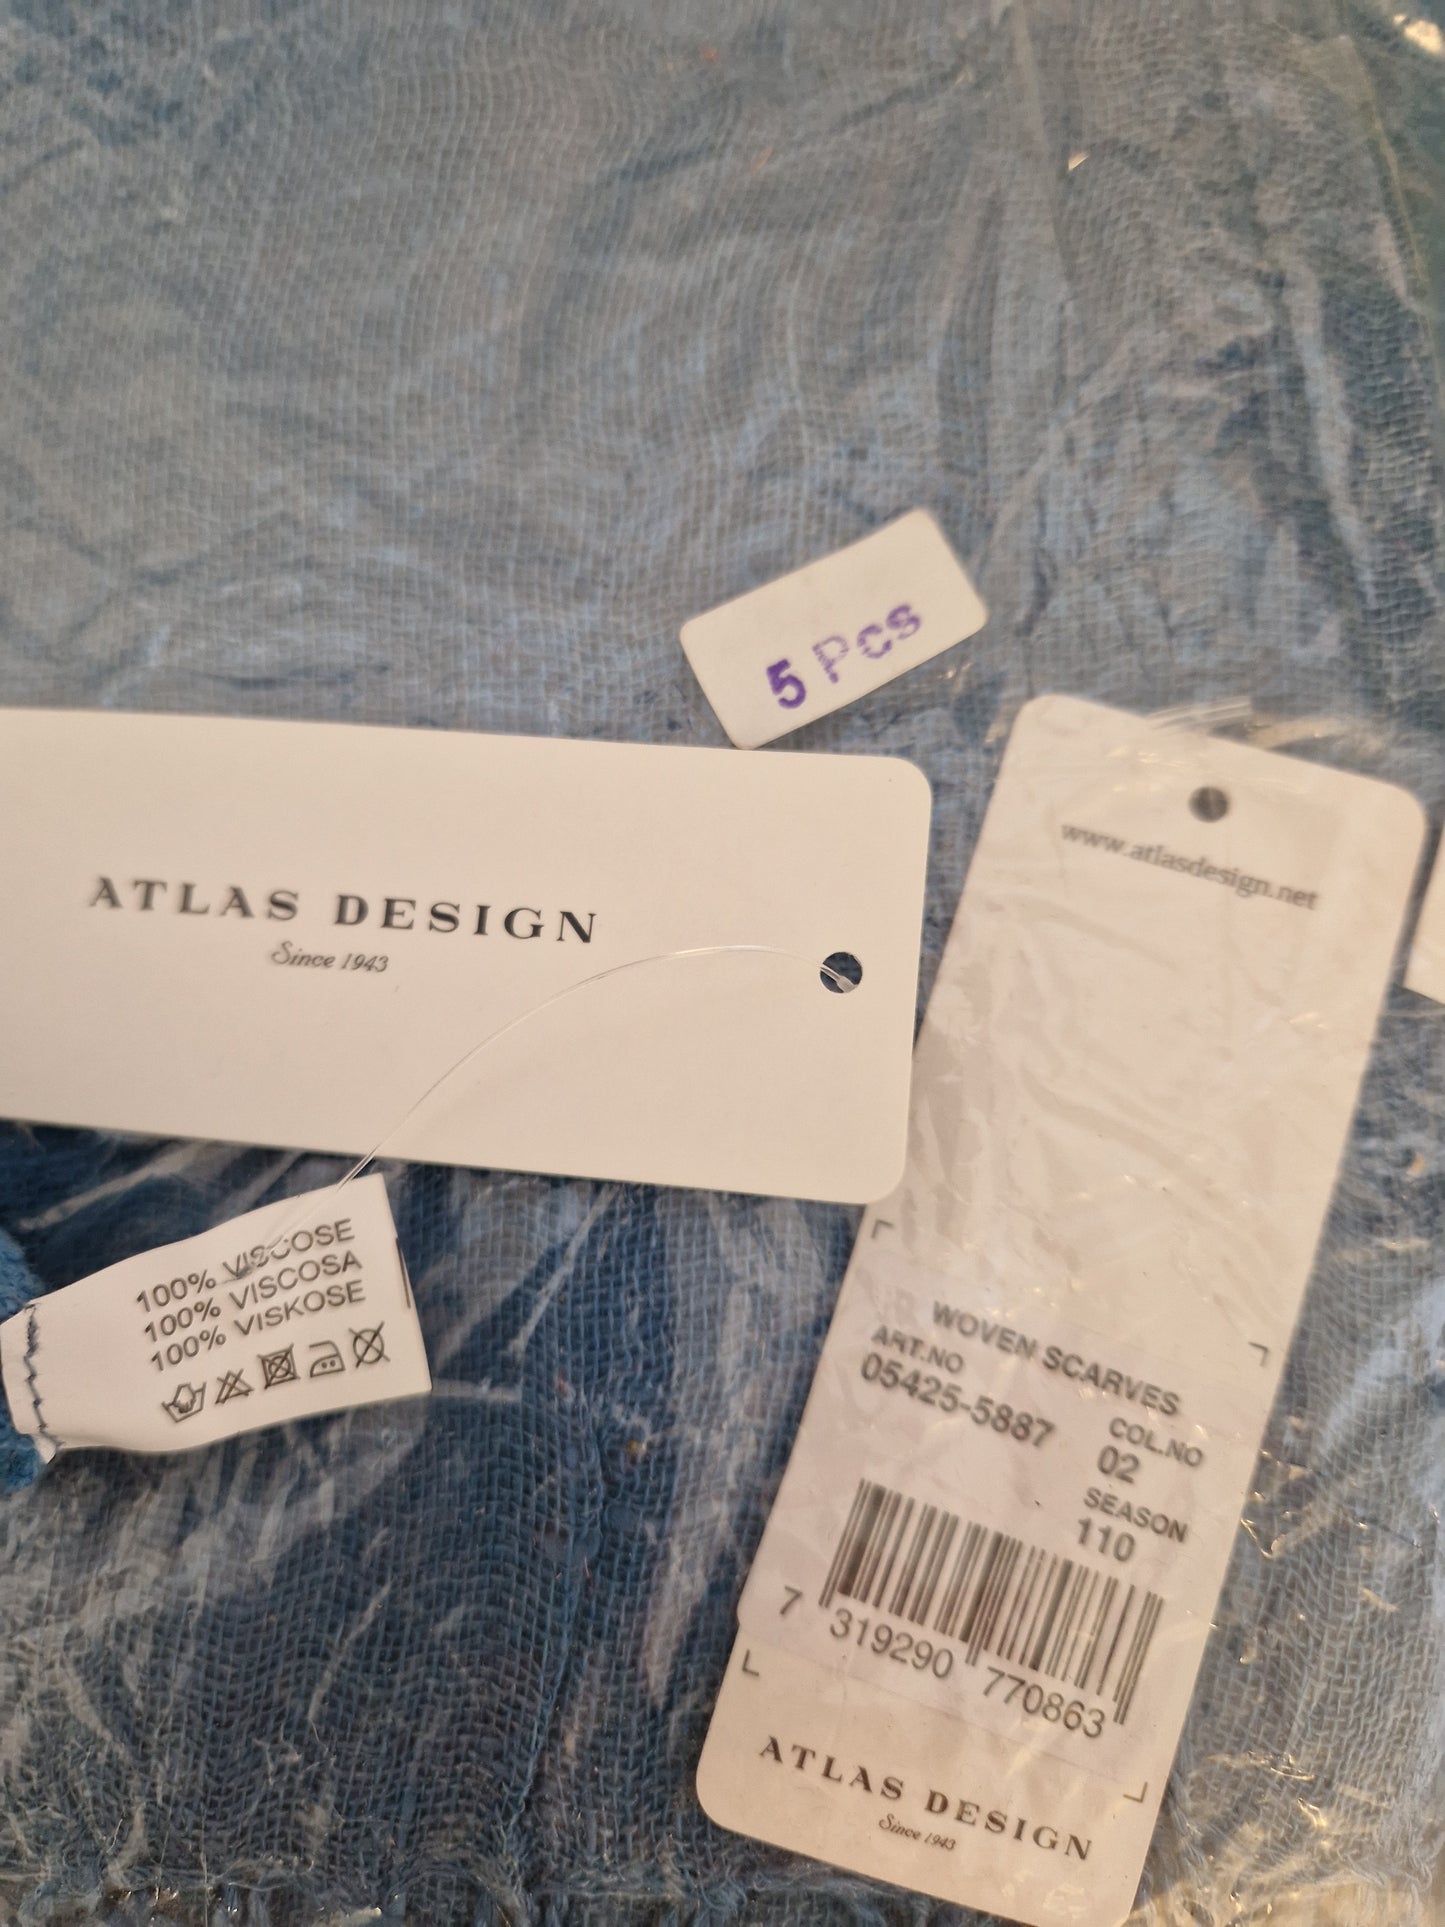 5 Pcs
ATLAS DESIGN
Since 1943
100% VISCOSE
100% VISCOSA
100% VISKOSE
www.atlasdesign.net
WOVEN SCARVES
ART.NO
05425-5887
COL.NO
02
SEASON
110
7 319290 770863
ATLAS DESIGN
Since 1943